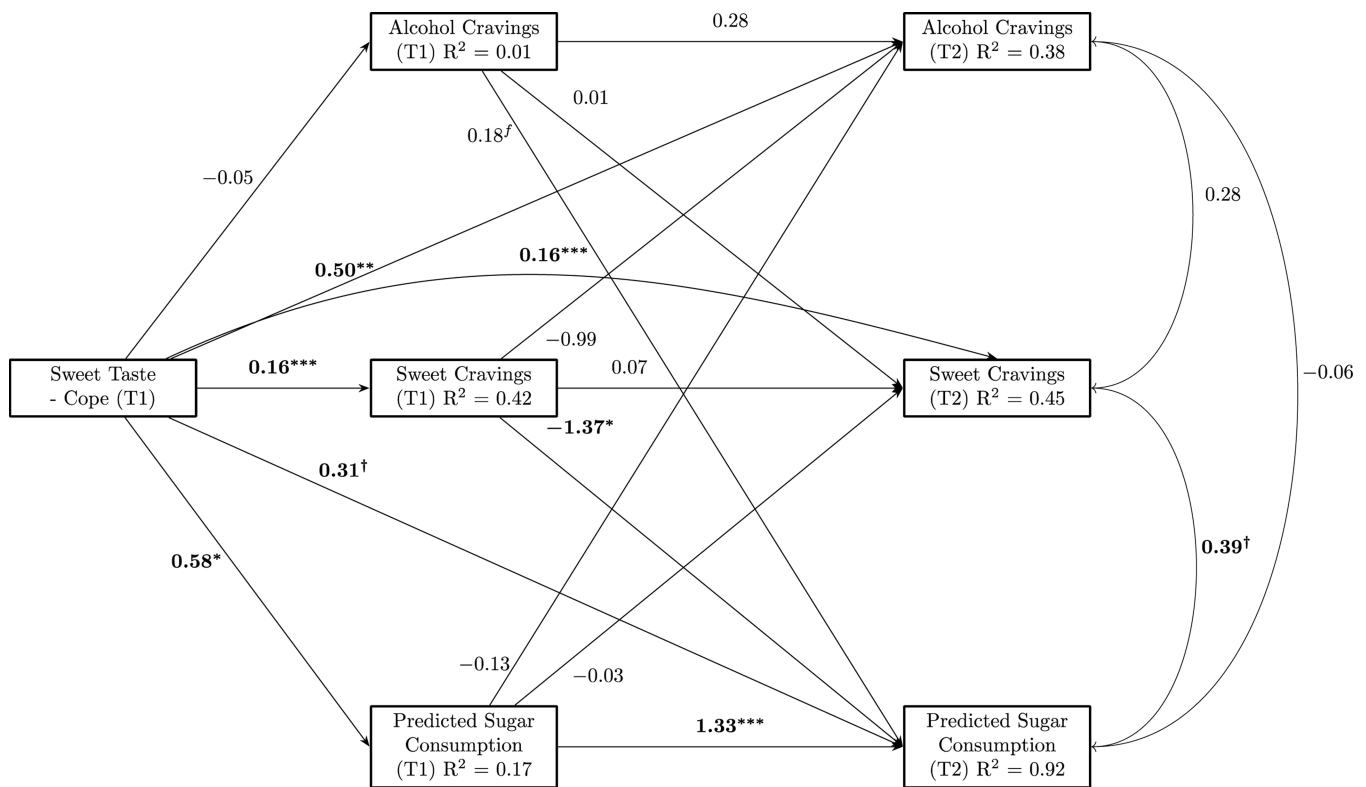 Alcohol Cravings
(T1) R² = 0.01
0.28
Alcohol Cravings
(T2) R² = 0.38
0.01
0.18ᶠ
−0.05
0.28
0.50**
0.16***
−0.99
0.16***
0.07
Sweet Taste
- Cope (T1)
Sweet Cravings
(T1) R² = 0.42
Sweet Cravings
(T2) R² = 0.45
−0.06
−1.37*
0.31†
0.58*
0.39†
−0.13
−0.03
Predicted Sugar
Consumption
(T1) R² = 0.17
1.33***
Predicted Sugar
Consumption
(T2) R² = 0.92